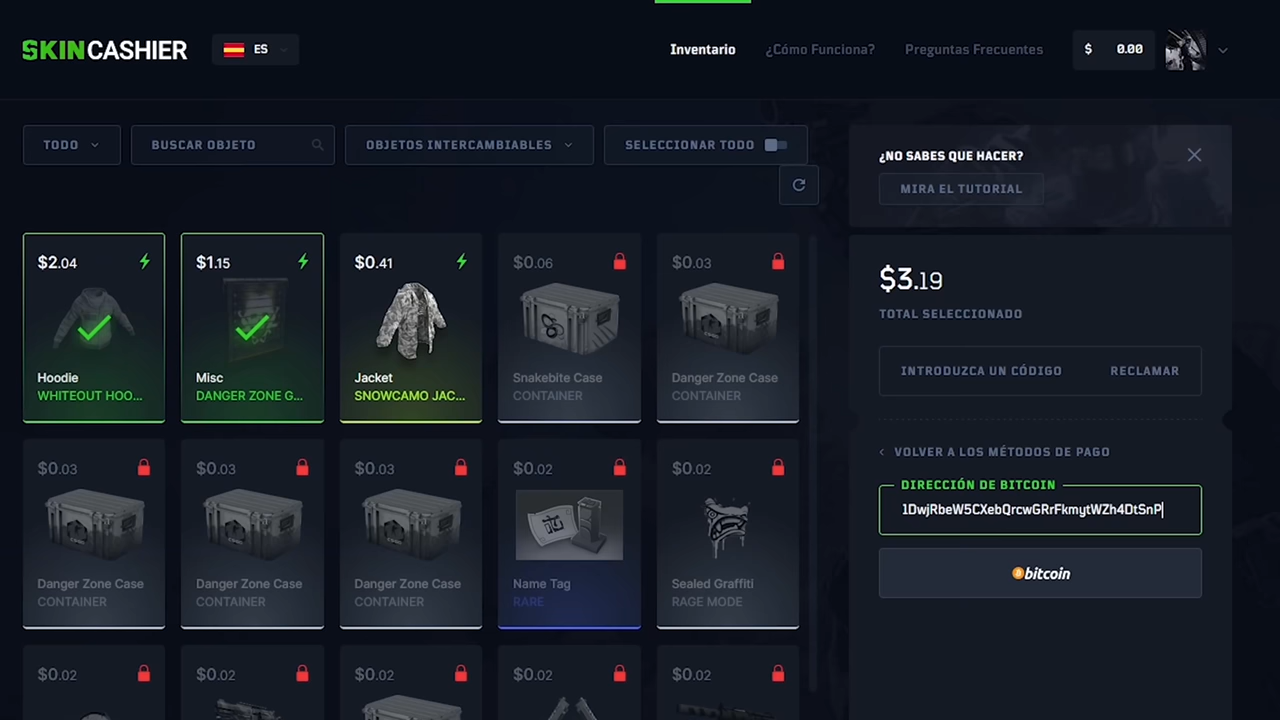 SKINCASHIER
ES
Inventario
¿Cómo Funciona?
Preguntas Frecuentes
$ 0.00
TODO
BUSCAR OBJETO
OBJETOS INTERCAMBIABLES
SELECCIONAR TODO
¿NO SABES QUE HACER?
MIRA EL TUTORIAL
$2.04
Hoodie
WHITEOUT HOO...
$1.15
Misc
DANGER ZONE G...
$0.41
Jacket
SNOWCAMO JAC...
$0.06
Snakebite Case
CONTAINER
$0.03
Danger Zone Case
CONTAINER
$0.03
Danger Zone Case
CONTAINER
$0.03
Danger Zone Case
CONTAINER
$0.03
Danger Zone Case
CONTAINER
$0.02
Name Tag
RARE
$0.02
Sealed Graffiti
RAGE MODE
$0.02
$0.02
$0.02
$0.02
$0.02
$3.19
TOTAL SELECCIONADO
INTRODUZCA UN CÓDIGO
RECLAMAR
VOLVER A LOS MÉTODOS DE PAGO
DIRECCIÓN DE BITCOIN
1DwjRbeW5CXebQrcwGRrFkmytWZh4DtSnP
bitcoin